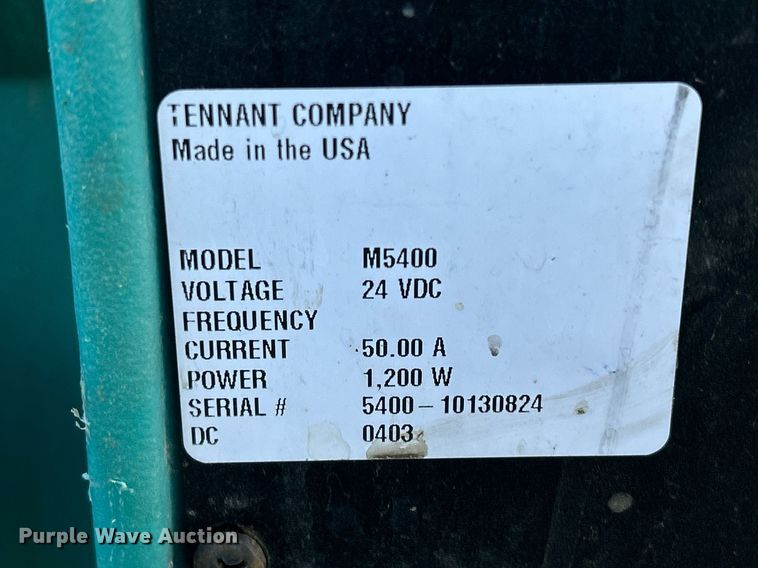 TENNANT COMPANY
Made in the USA
MODEL M5400
VOLTAGE 24 VDC
FREQUENCY
CURRENT 50.00 A
POWER 1,200 W
SERIAL # 5400-10130824
DC 0403
Purple Wave Auction